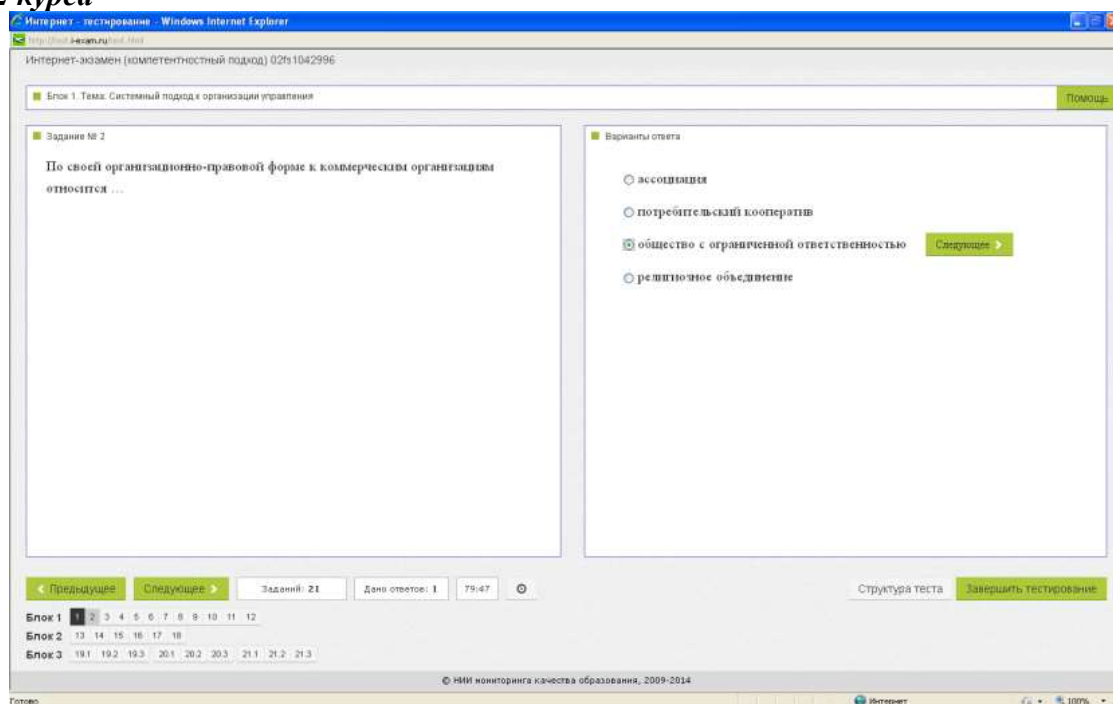 курса
Интернет - тестирование - Windows Internet Explorer
i-exam.ru
Интернет-экзамен (компетентностный подход) 02fs1042996
Блок 1. Тема: Системный подход к организации управления
Помощь
Задание № 2
По своей организационно-правовой форме к коммерческим организациям
относится ...
Варианты ответа
ассоциация
потребительский кооператив
общество с ограниченной ответственностью
Следующее
религиозное объединение
Предыдущее
Следующее
Заданий: 21
Дано ответов: 1
79:47
Структура теста
Завершить тестирование
Блок 1 1 2 3 4 5 6 7 8 9 10 11 12
Блок 2 13 14 15 16 17 18
Блок 3 19.1 19.2 19.3 20.1 20.2 20.3 21.1 21.2 21.3
© НИИ мониторинга качества образования, 2009-2014
Готово
Интернет
100%